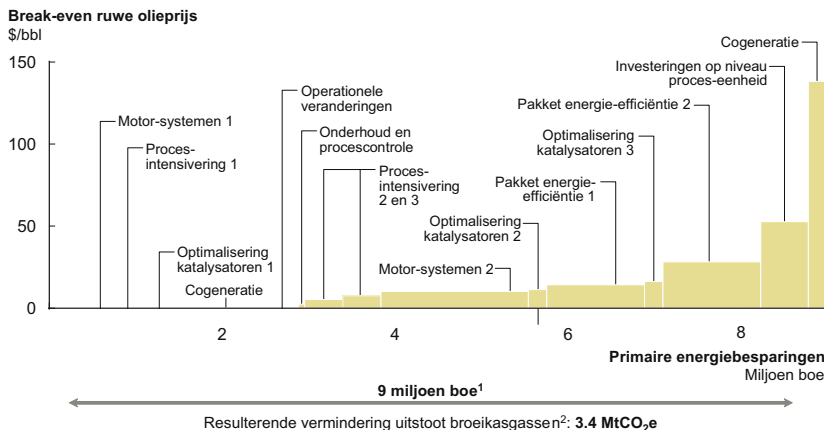 Break-even ruwe olieprijs
$/bbl
Cogeneratie
150
Investeringen op niveau
proces-eenheid
Operationele
veranderingen
Pakket energie-efficiëntie 2
Motor-systemen 1
Onderhoud en
procescontrole
Optimalisering
katalysatoren 3
100
Proces-
intensivering 1
Proces-
intensivering
2 en 3
Pakket energie-
efficiëntie 1
50
Optimalisering
katalysatoren 2
Optimalisering
katalysatoren 1
Motor-systemen 2
Cogeneratie
0
2
4
6
8
Primaire energiebesparingen
Miljoen boe
9 miljoen boe1
Resulterende vermindering uitstoot broeikasgassen2: 3.4 MtCO2e